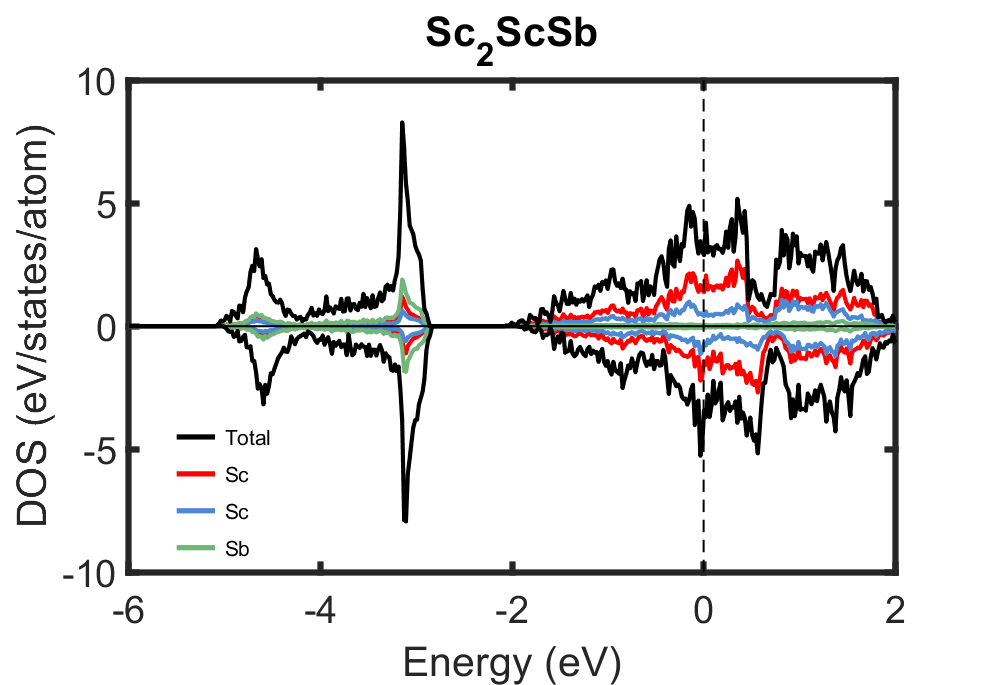 Sc2ScSb
DOS (eV/states/atom)
10
5
0
-5
-10
Total
Sc
Sc
Sb
-6
-4
-2
0
2
Energy (eV)